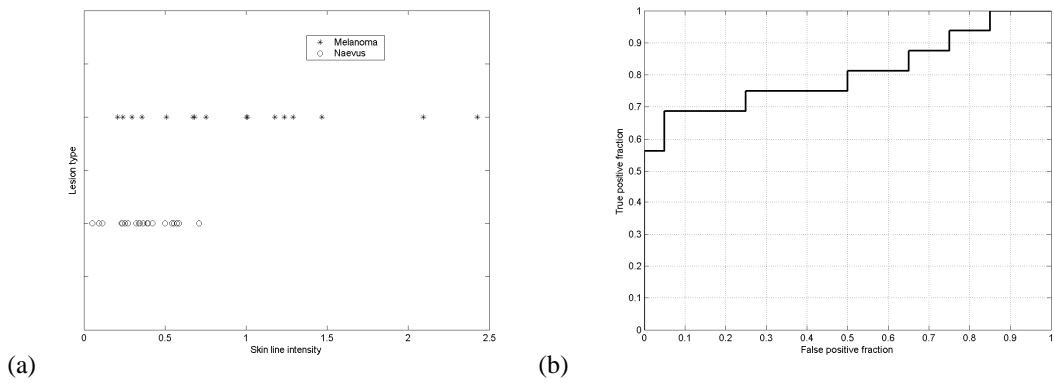 Melanoma
Naevus
Lesion type
0 0.5 1 1.5 2 2.5
Skin line intensity
(a)
1
0.9
0.8
0.7
0.6
0.5
0.4
0.3
0.2
0.1
0
True positive fraction
0 0.1 0.2 0.3 0.4 0.5 0.6 0.7 0.8 0.9 1
False positive fraction
(b)